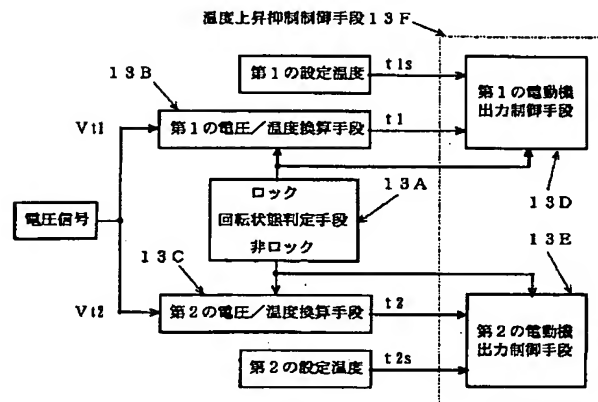 温度上昇抑制制御手段13F
13B
第1の設定温度
t1s
第1の電動機
出力制御手段
Vt1
第1の電圧/温度換算手段
t1
13A
ロック
回転状態判定手段
非ロック
13D
電圧信号
13E
13C
Vt2
第2の電圧/温度換算手段
t2
第2の電動機
出力制御手段
第2の設定温度
t2s